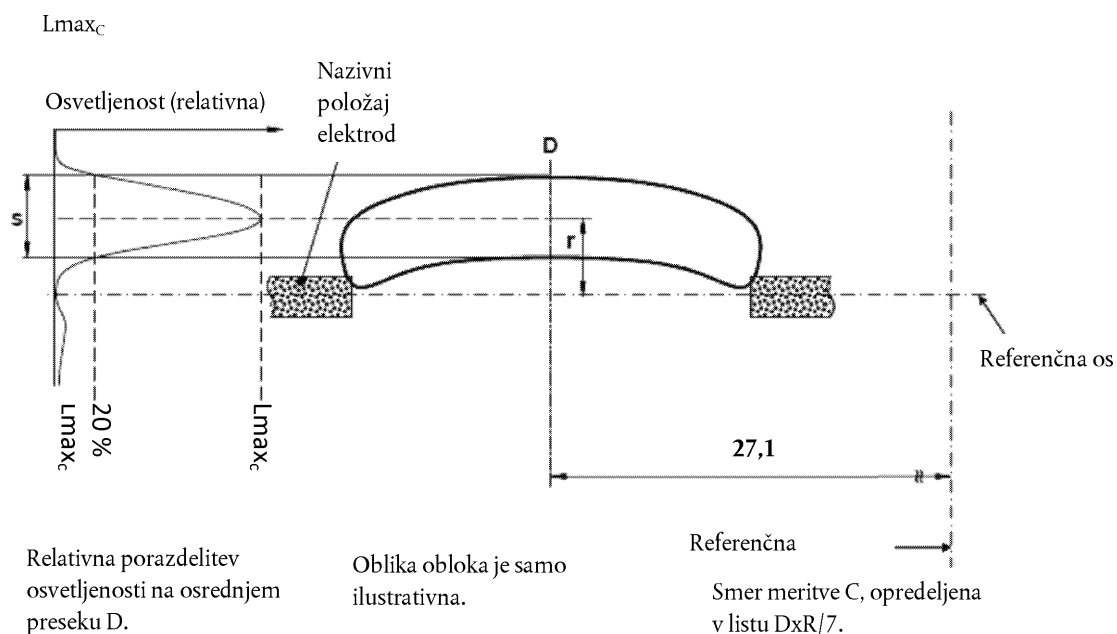 Lmax_C
Osvetljenost (relativna)
Nazivni
položaj
elektrod
D
s
r
Referenčna os
Lmax_c
20 %
Lmax_c
27,1
Relativna porazdelitev
osvetljenosti na osrednjem
preseku D.
Oblika obloka je samo
ilustrativna.
Referenčna
Smer meritve C, opredeljena
v listu DxR/7.